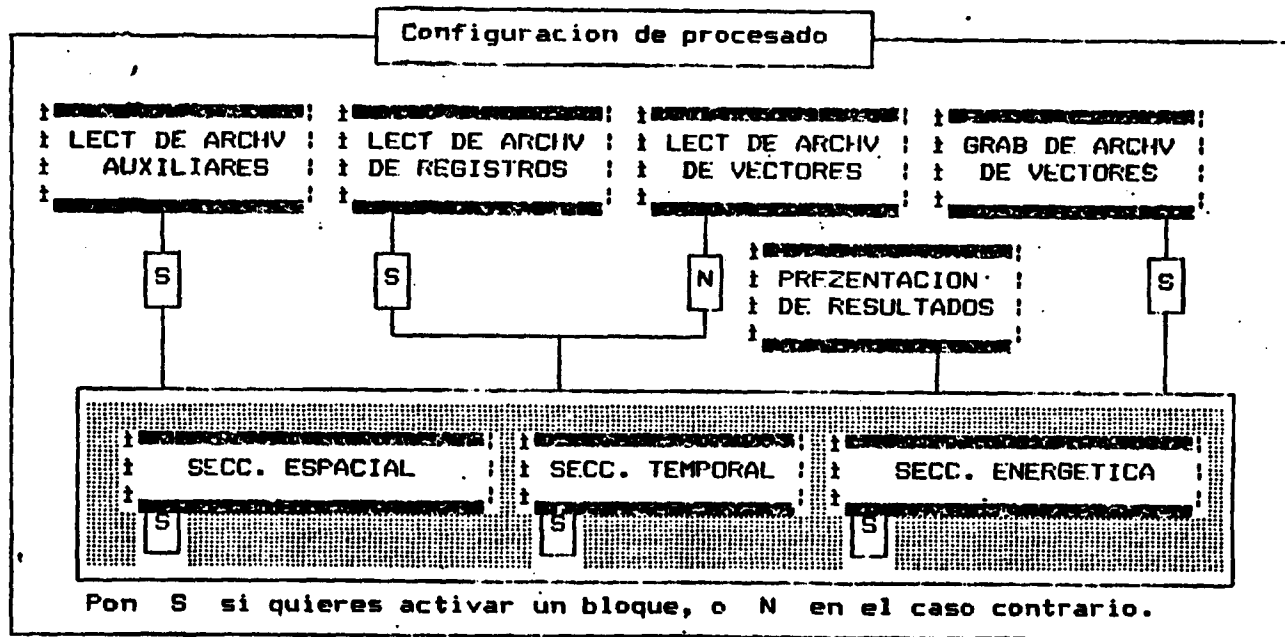 Configuracion de procesado
LECT DE ARCHV
AUXILIARES
LECT DE ARCHV
DE REGISTROS
LECT DE ARCHV
DE VECTORES
GRAB DE ARCHV
DE VECTORES
S
S
N
S
PREZENTACION
DE RESULTADOS
SECC. ESPACIAL
SECC. TEMPORAL
SECC. ENERGETICA
S
S
S
Pon S si quieres activar un bloque, o N en el caso contrario.